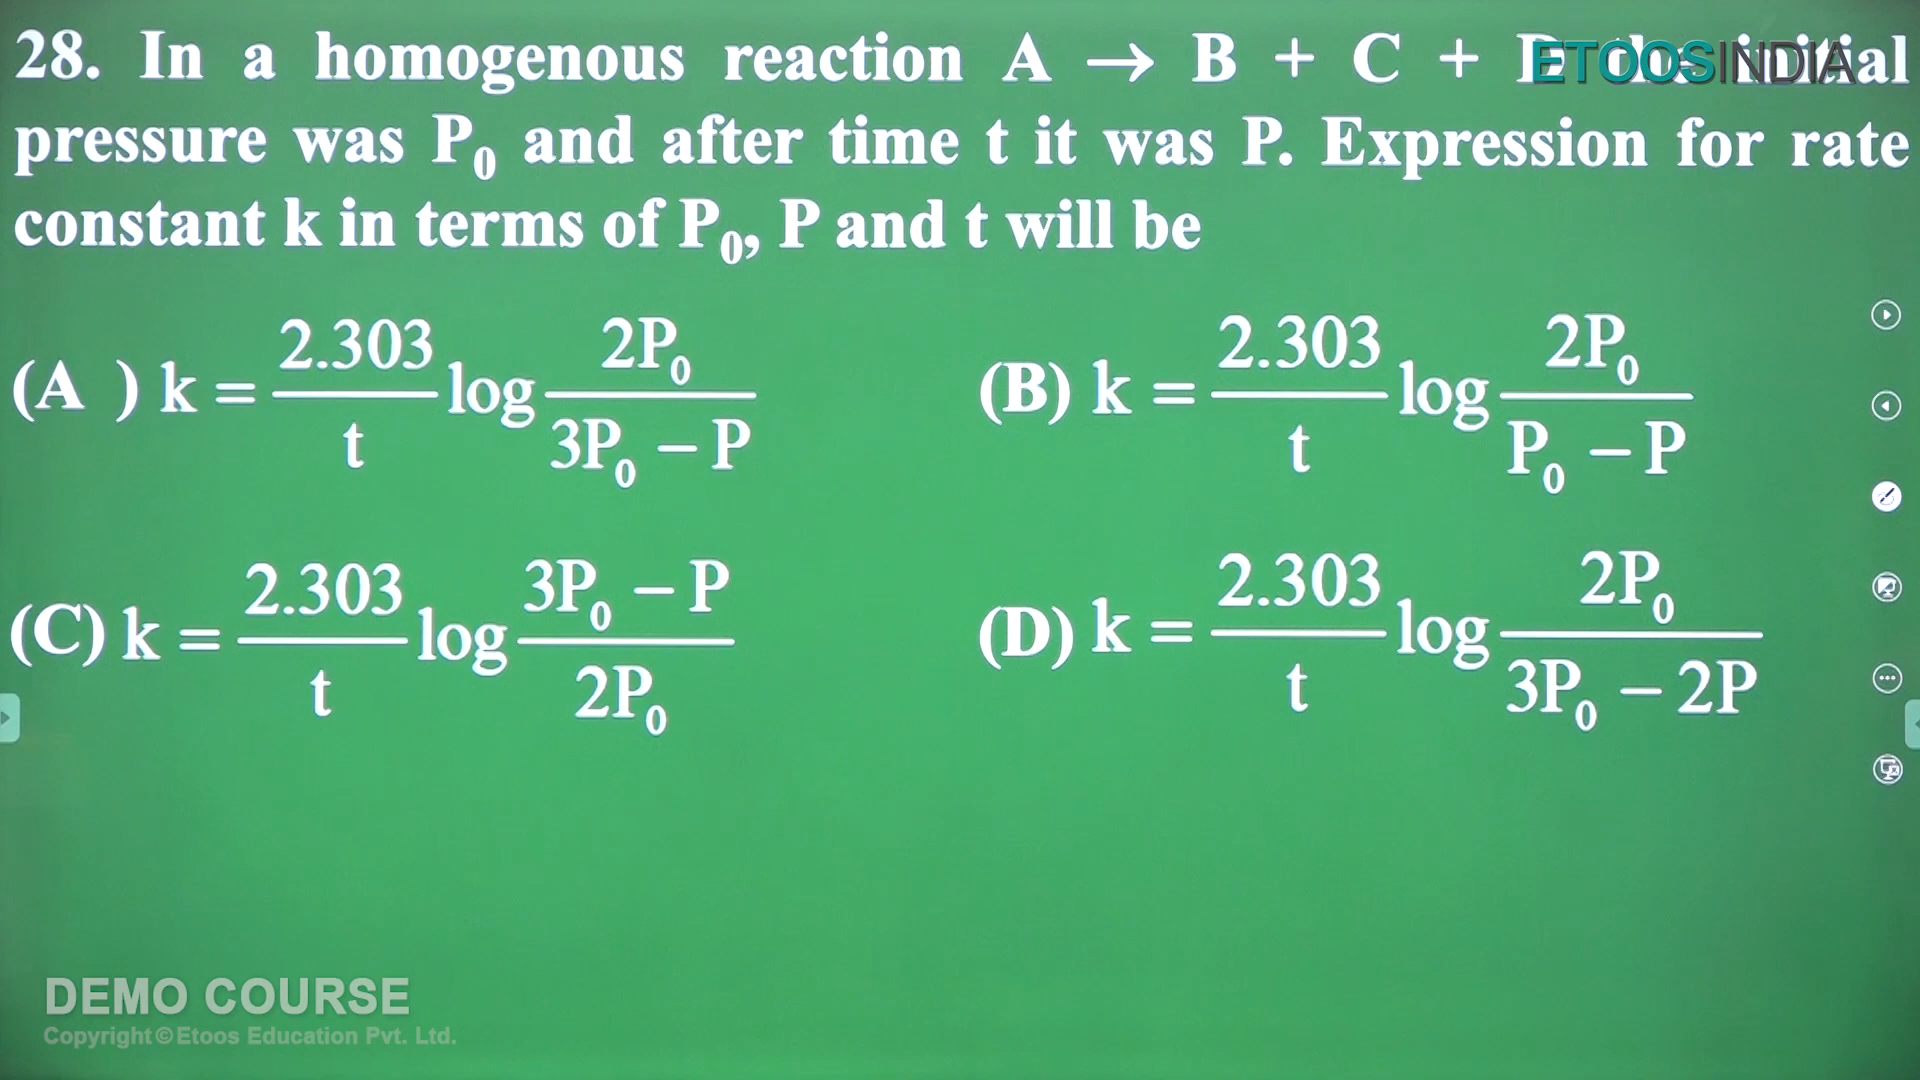 28. In a homogenous reaction A → B + C + D the initial
ETOOSINDIA
pressure was P₀ and after time t it was P. Expression for rate
constant k in terms of P₀, P and t will be
(A ) k = 2.303/t log 2P₀/3P₀ – P
(B) k = 2.303/t log 2P₀/P₀ – P
(C) k = 2.303/t log 3P₀ – P/2P₀
(D) k = 2.303/t log 2P₀/3P₀ – 2P
DEMO COURSE
Copyright © Etoos Education Pvt. Ltd.